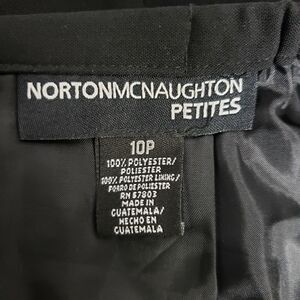 NORTONMCNAUGHTON
PETITES
10P
100% POLYESTER/
POLIESTER
100% POLYESTER LINING/
FORRO DE POLIESTER
RN 57803
MADE IN
GUATEMALA/
HECHO EN
GUATEMALA